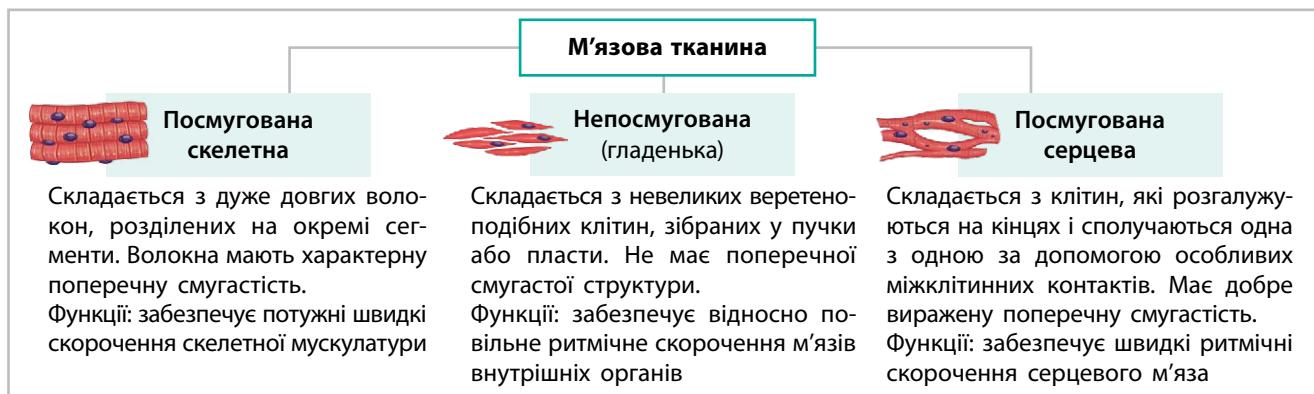 М’язова тканина
Посмугована
скелетна
Складається з дуже довгих воло-
кон, розділених на окремі сег-
менти. Волокна мають характерну
поперечну смугастість.
Функції: забезпечує потужні швидкі
скорочення скелетної мускулатури
Непосмугована
(гладенька)
Складається з невеликих веретено-
подібних клітин, зібраних у пучки
або пласти. Не має поперечної
смугастої структури.
Функції: забезпечує відносно по-
вільне ритмічне скорочення м’язів
внутрішніх органів
Посмугована
серцева
Складається з клітин, які розгалужу-
ються на кінцях і сполучаються одна
з одною за допомогою особливих
міжклітинних контактів. Має добре
виражену поперечну смугастість.
Функції: забезпечує швидкі ритмічні
скорочення серцевого м’яза